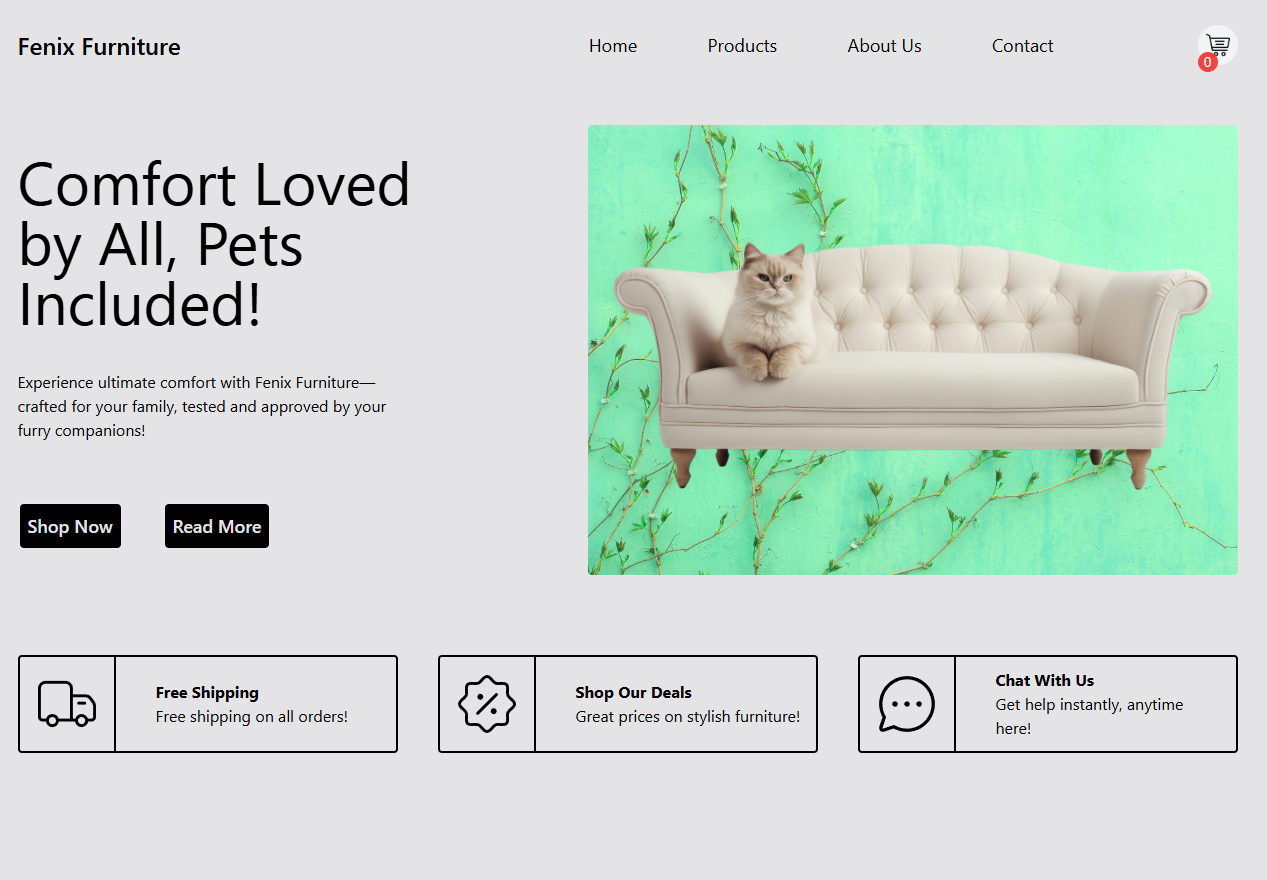 Fenix Furniture
Home
Products
About Us
Contact
0
Comfort Loved
by All, Pets
Included!
Experience ultimate comfort with Fenix Furniture—
crafted for your family, tested and approved by your
furry companions!
Shop Now
Read More
Free Shipping
Free shipping on all orders!
Shop Our Deals
Great prices on stylish furniture!
Chat With Us
Get help instantly, anytime
here!